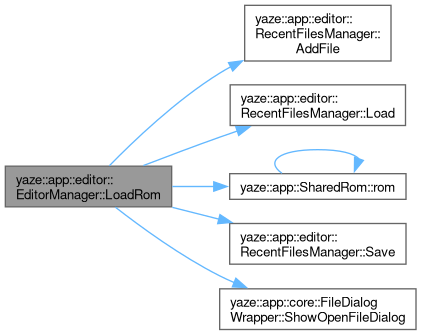 yaze::app::editor::
RecentFilesManager::
AddFile
yaze::app::editor::
RecentFilesManager::Load
yaze::app::editor::
EditorManager::LoadRom
yaze::app::SharedRom::rom
yaze::app::editor::
RecentFilesManager::Save
yaze::app::core::FileDialog
Wrapper::ShowOpenFileDialog